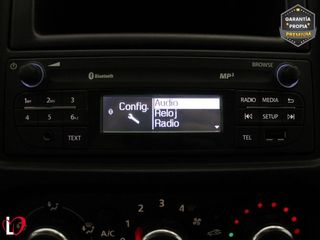 GARANTÍA
PROPIA
PREMIUM
Bluetooth
MP3
BROWSE
1 2 3
4 5 6
TEXT
Config.
Audio
Reloj
Radio
RADIO MEDIA
SETUP
TEL
A/C
1 2 3 4